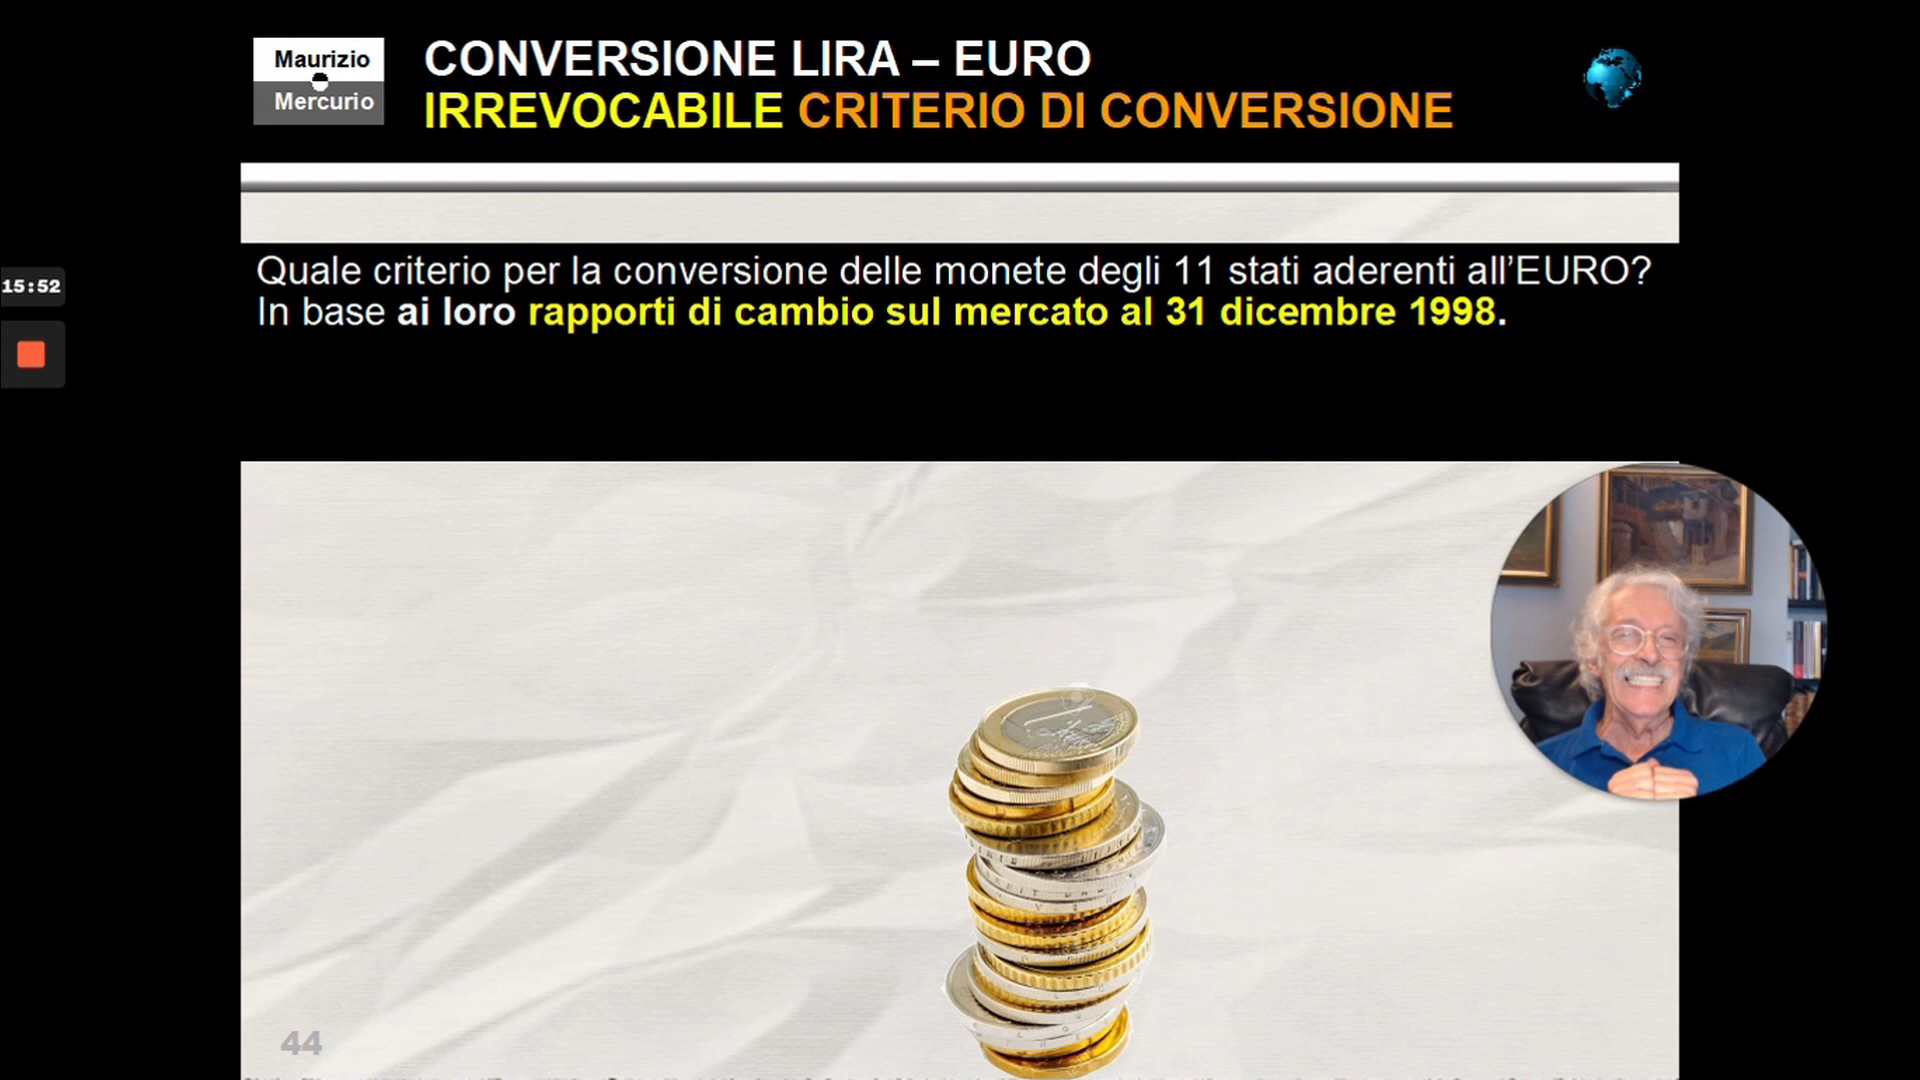 Maurizio
Mercurio
CONVERSIONE LIRA – EURO
IRREVOCABILE CRITERIO DI CONVERSIONE
Quale criterio per la conversione delle monete degli 11 stati aderenti all’EURO?
In base ai loro rapporti di cambio sul mercato al 31 dicembre 1998.
15:52
44